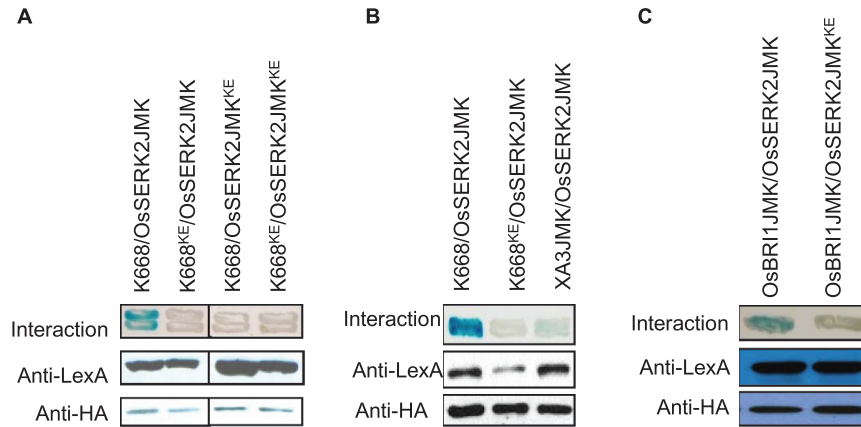 A
K668/OsSERK2JMK
K668KE/OsSERK2JMK
K668/OsSERK2JMKKE
K668KE/OsSERK2JMKKE
Interaction
Anti-LexA
Anti-HA
B
K668/OsSERK2JMK
K668KE/OsSERK2JMK
XA3JMK/OsSERK2JMK
Interaction
Anti-LexA
Anti-HA
C
OsBRI1JMK/OsSERK2JMK
OsBRI1JMK/OsSERK2JMKKE
Interaction
Anti-LexA
Anti-HA